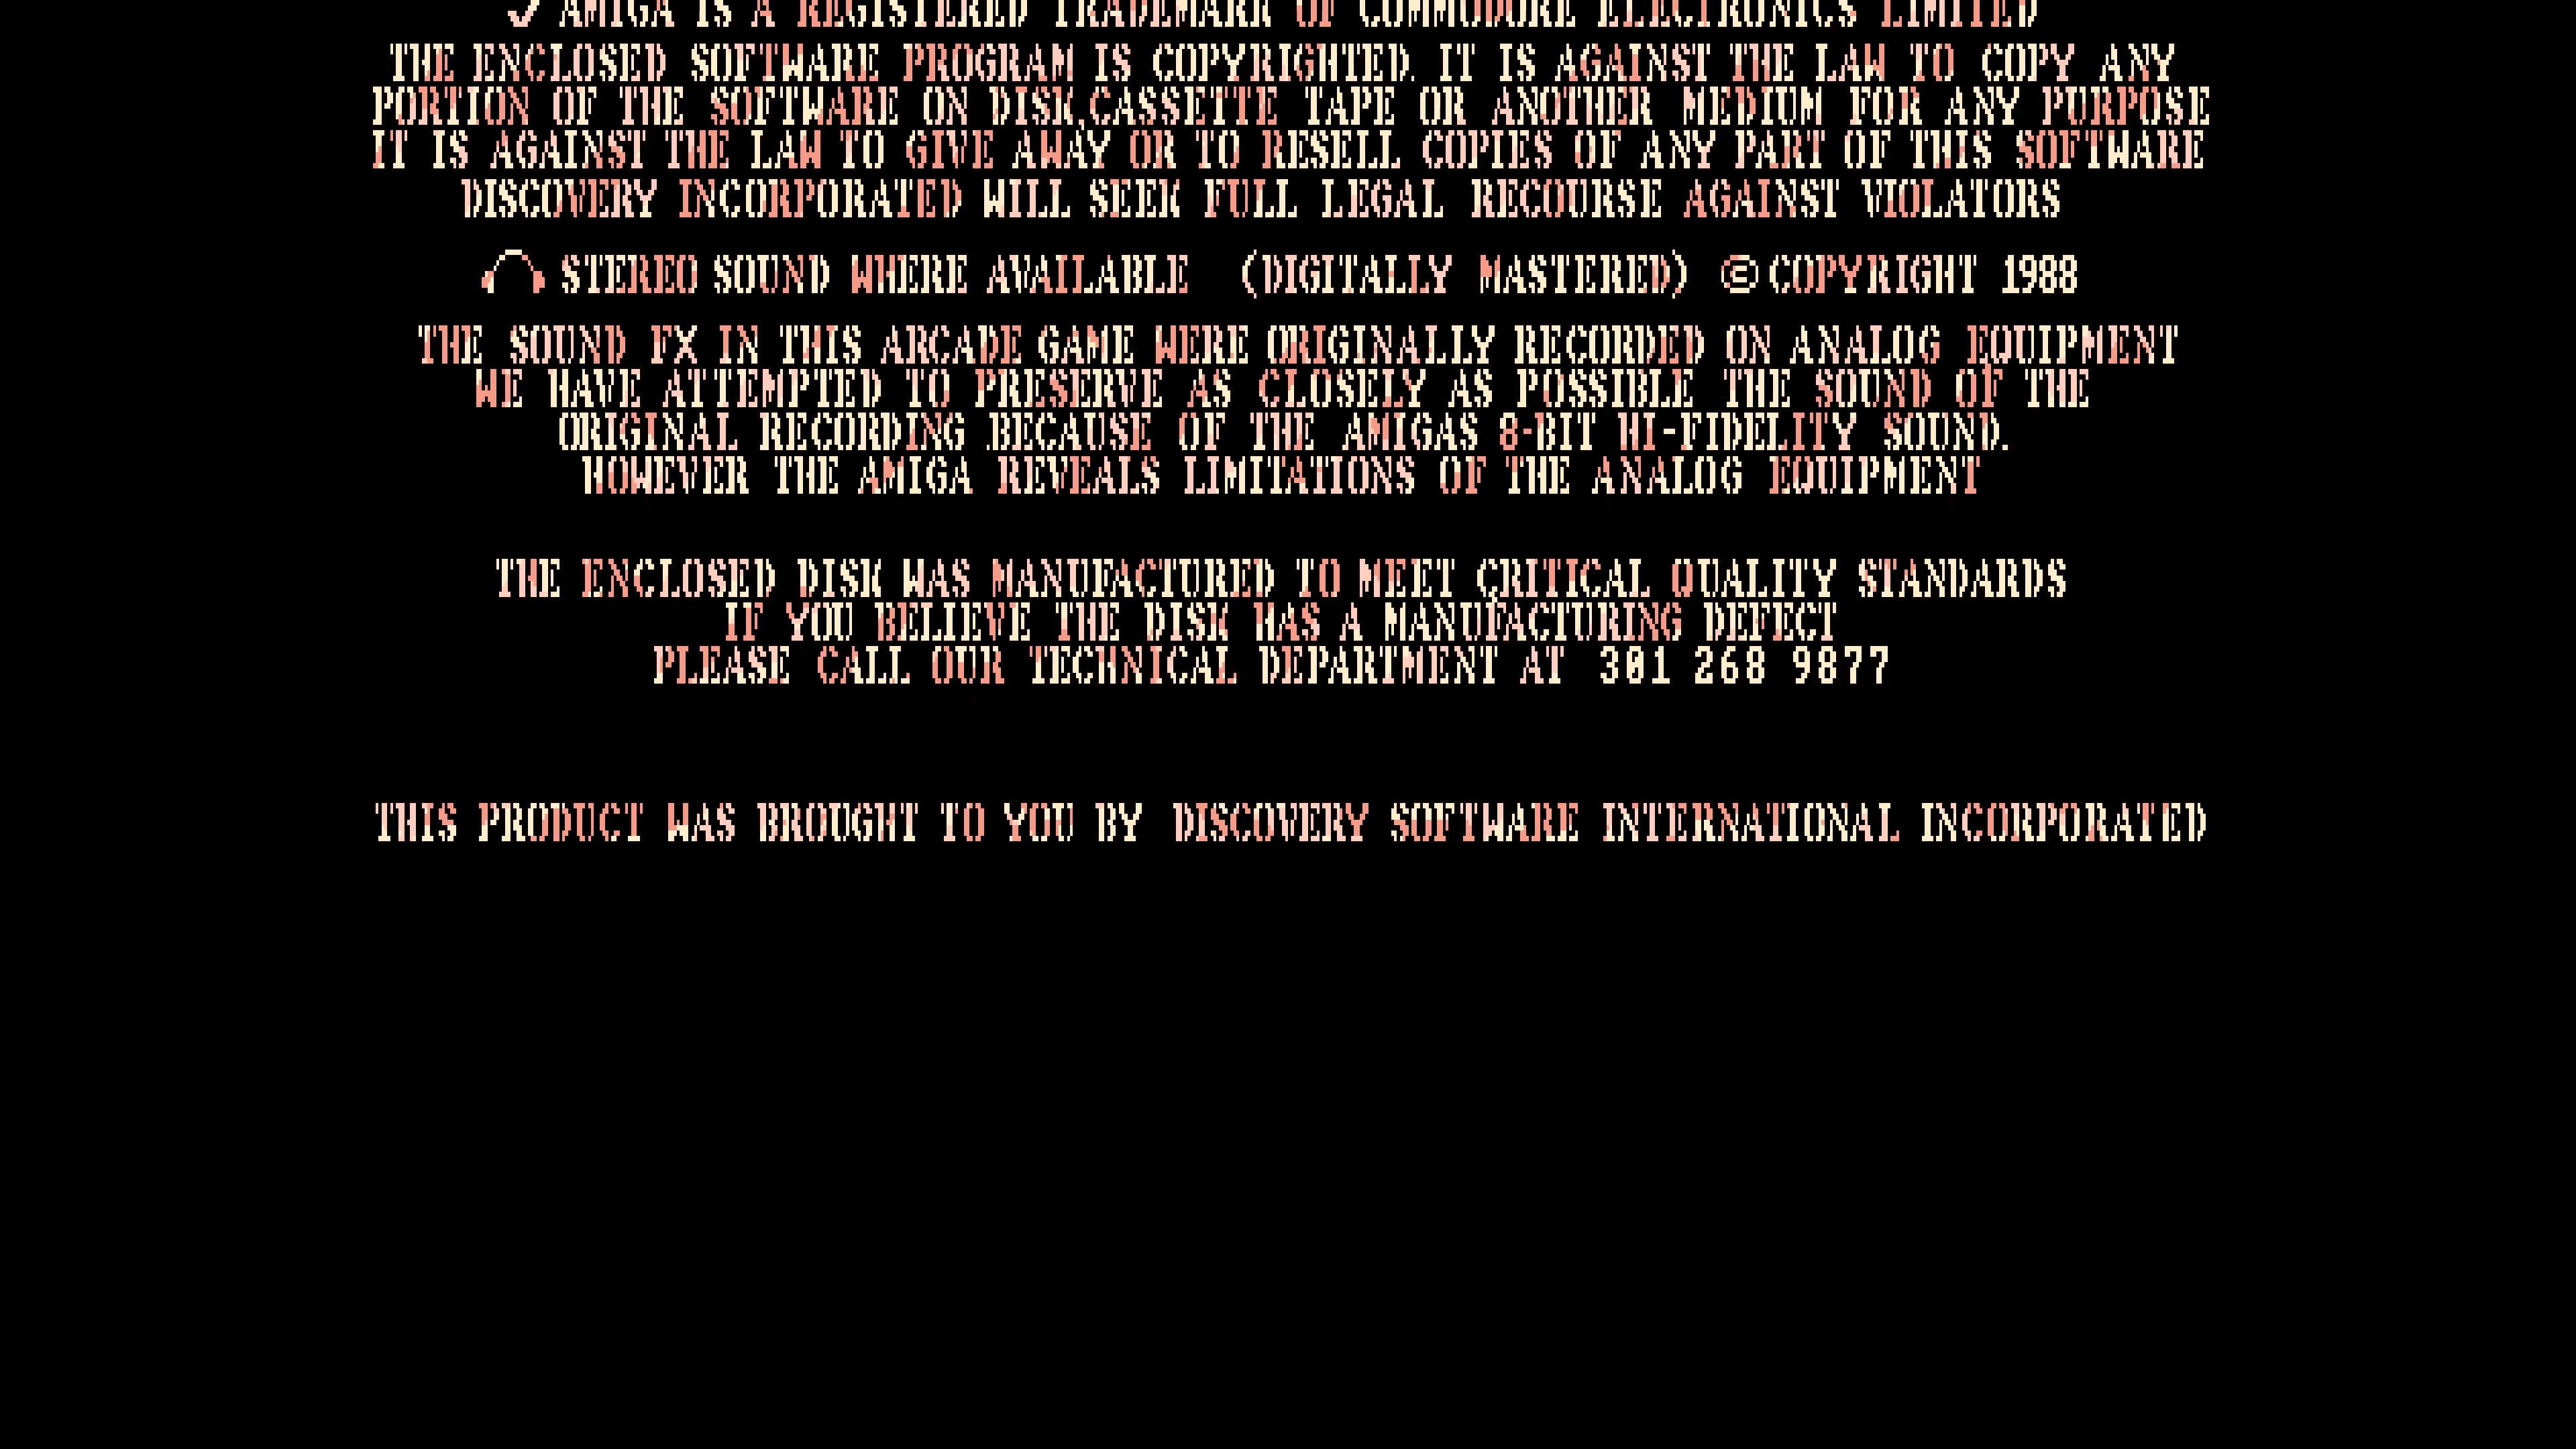 AMIGA IS A REGISTERED TRADEMARK OF COMMODORE ELECTRONICS LIMITED
THE ENCLOSED SOFTWARE PROGRAM IS COPYRIGHTED. IT IS AGAINST THE LAW TO COPY ANY
PORTION OF THE SOFTWARE ON DISK,CASSETTE TAPE OR ANOTHER MEDIUM FOR ANY PURPOSE
IT IS AGAINST THE LAW TO GIVE AWAY OR TO RESELL COPIES OF ANY PART OF THIS SOFTWARE
DISCOVERY INCORPORATED WILL SEEK FULL LEGAL RECOURSE AGAINST VIOLATORS
STEREO SOUND WHERE AVAILABLE (DIGITALLY MASTERED) © COPYRIGHT 1988
THE SOUND FX IN THIS ARCADE GAME WERE ORIGINALLY RECORDED ON ANALOG EQUIPMENT
WE HAVE ATTEMPTED TO PRESERVE AS CLOSELY AS POSSIBLE THE SOUND OF THE
ORIGINAL RECORDING .BECAUSE OF THE AMIGAS 8-BIT HI-FIDELITY SOUND.
HOWEVER THE AMIGA REVEALS LIMITATIONS OF THE ANALOG EQUIPMENT
THE ENCLOSED DISK WAS MANUFACTURED TO MEET CRITICAL QUALITY STANDARDS
IF YOU BELIEVE THE DISK HAS A MANUFACTURING DEFECT
PLEASE CALL OUR TECHNICAL DEPARTMENT AT 301 268 9877
THIS PRODUCT WAS BROUGHT TO YOU BY DISCOVERY SOFTWARE INTERNATIONAL INCORPORATED